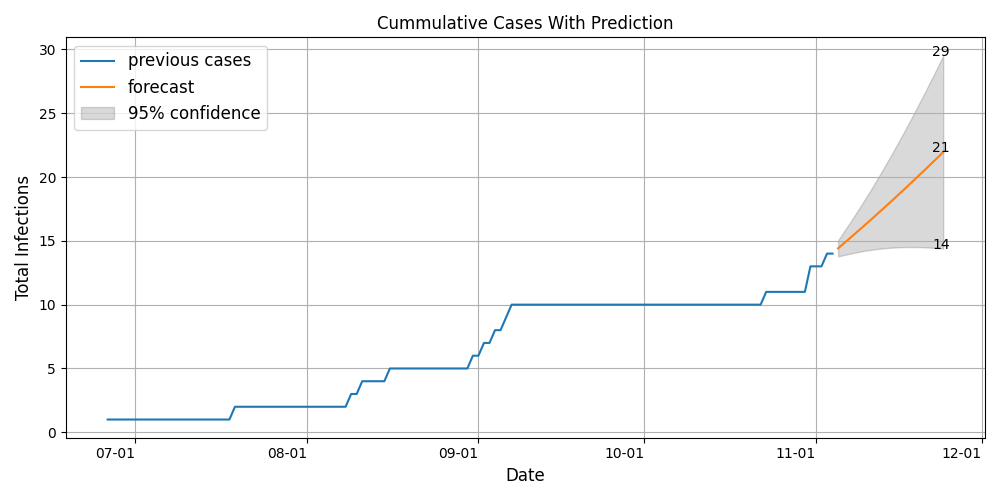 Cummulative Cases With Prediction
30
25
20
15
10
5
0
Total Infections
previous cases
forecast
95% confidence
29
21
14
07-01
08-01
09-01
10-01
11-01
12-01
Date